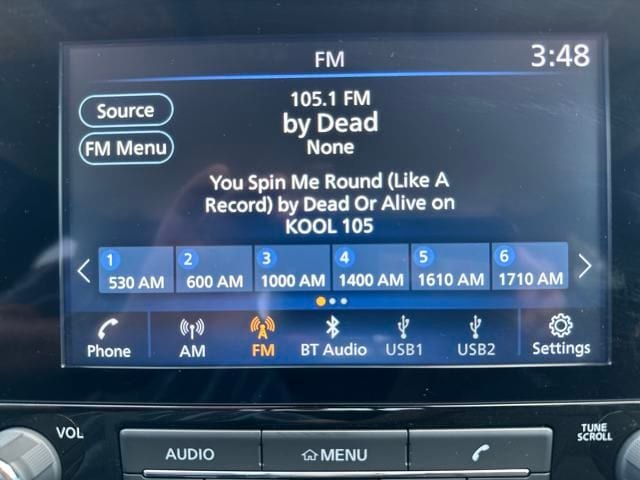 FM
3:48
Source
FM Menu
105.1 FM
by Dead
None
You Spin Me Round (Like A
Record) by Dead Or Alive on
KOOL 105
1 530 AM
2 600 AM
3 1000 AM
4 1400 AM
5 1610 AM
6 1710 AM
Phone
AM
FM
BT Audio
USB1
USB2
Settings
VOL
AUDIO
MENU
TUNE
SCROLL